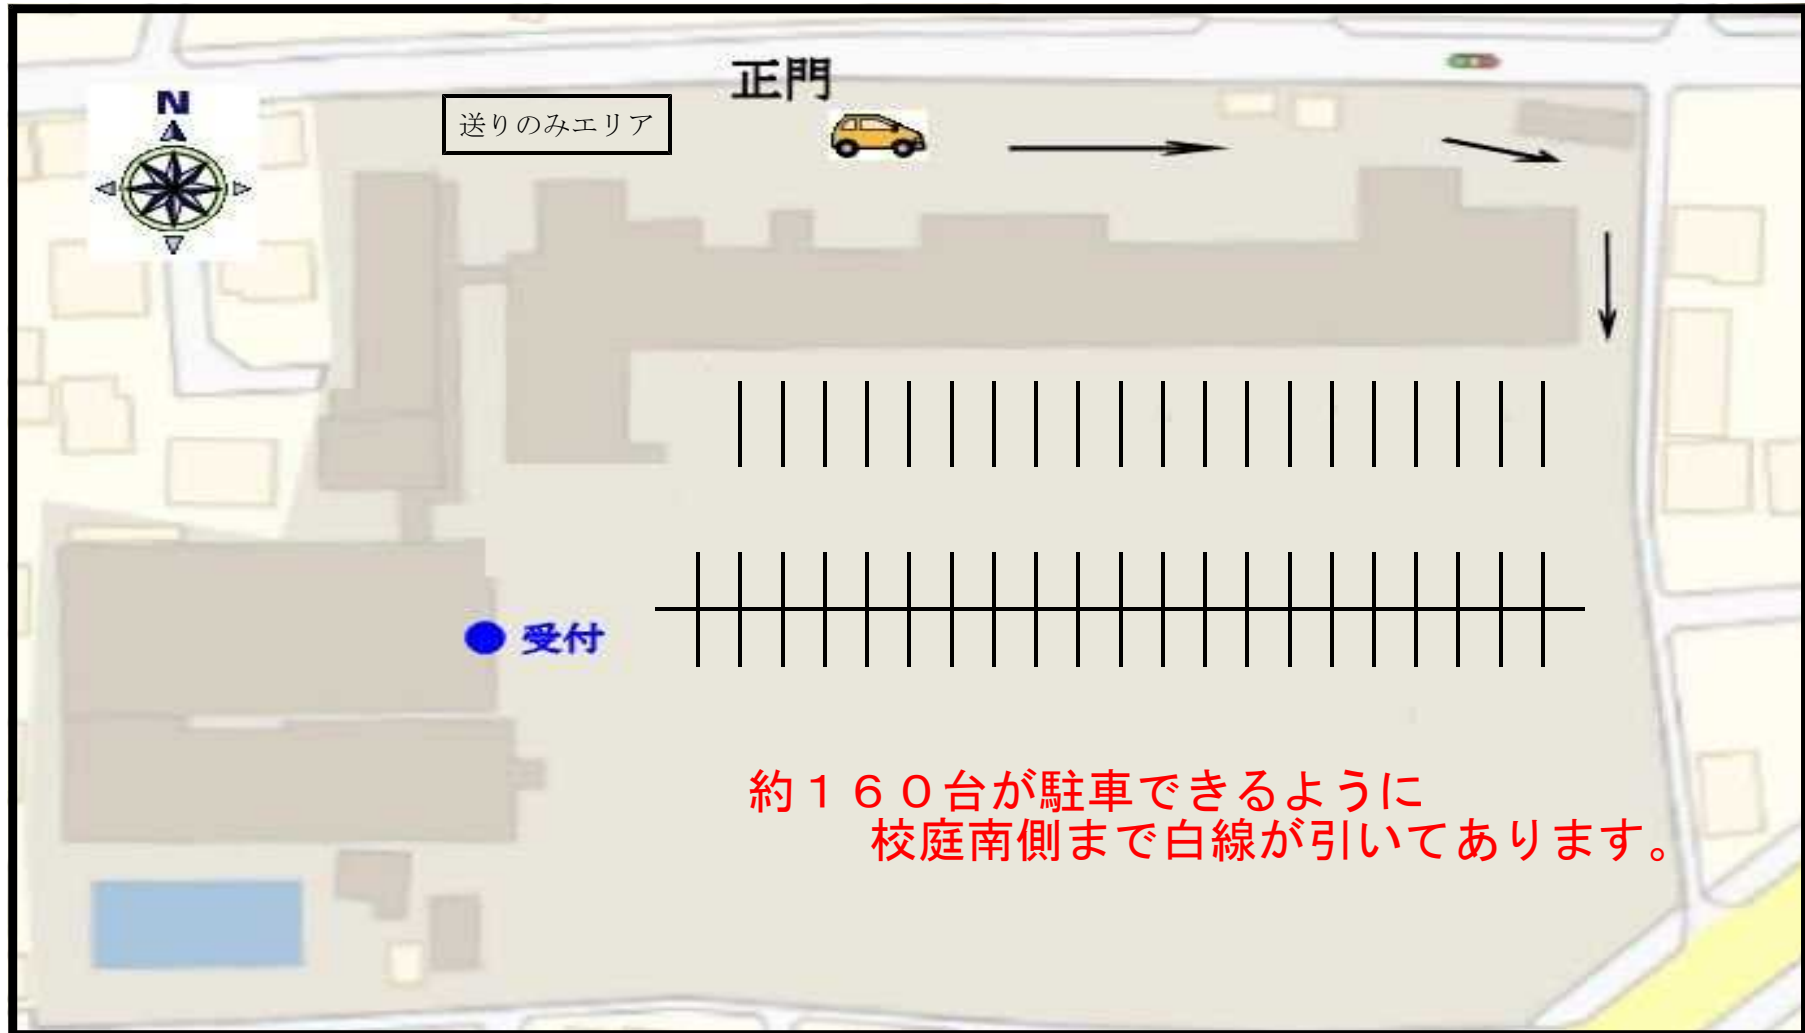 正門
N
送りのみエリア
受付
約１６０台が駐車できるように
校庭南側まで白線が引いてあります。